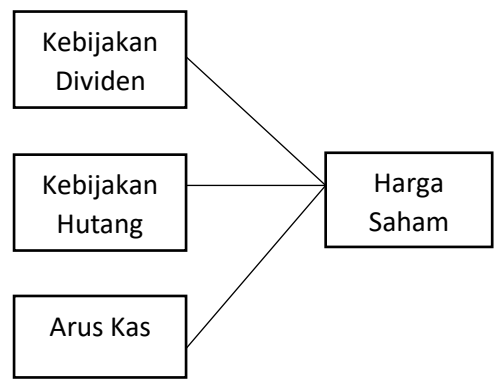 Kebijakan
Dividen
Kebijakan
Hutang
Harga
Saham
Arus Kas